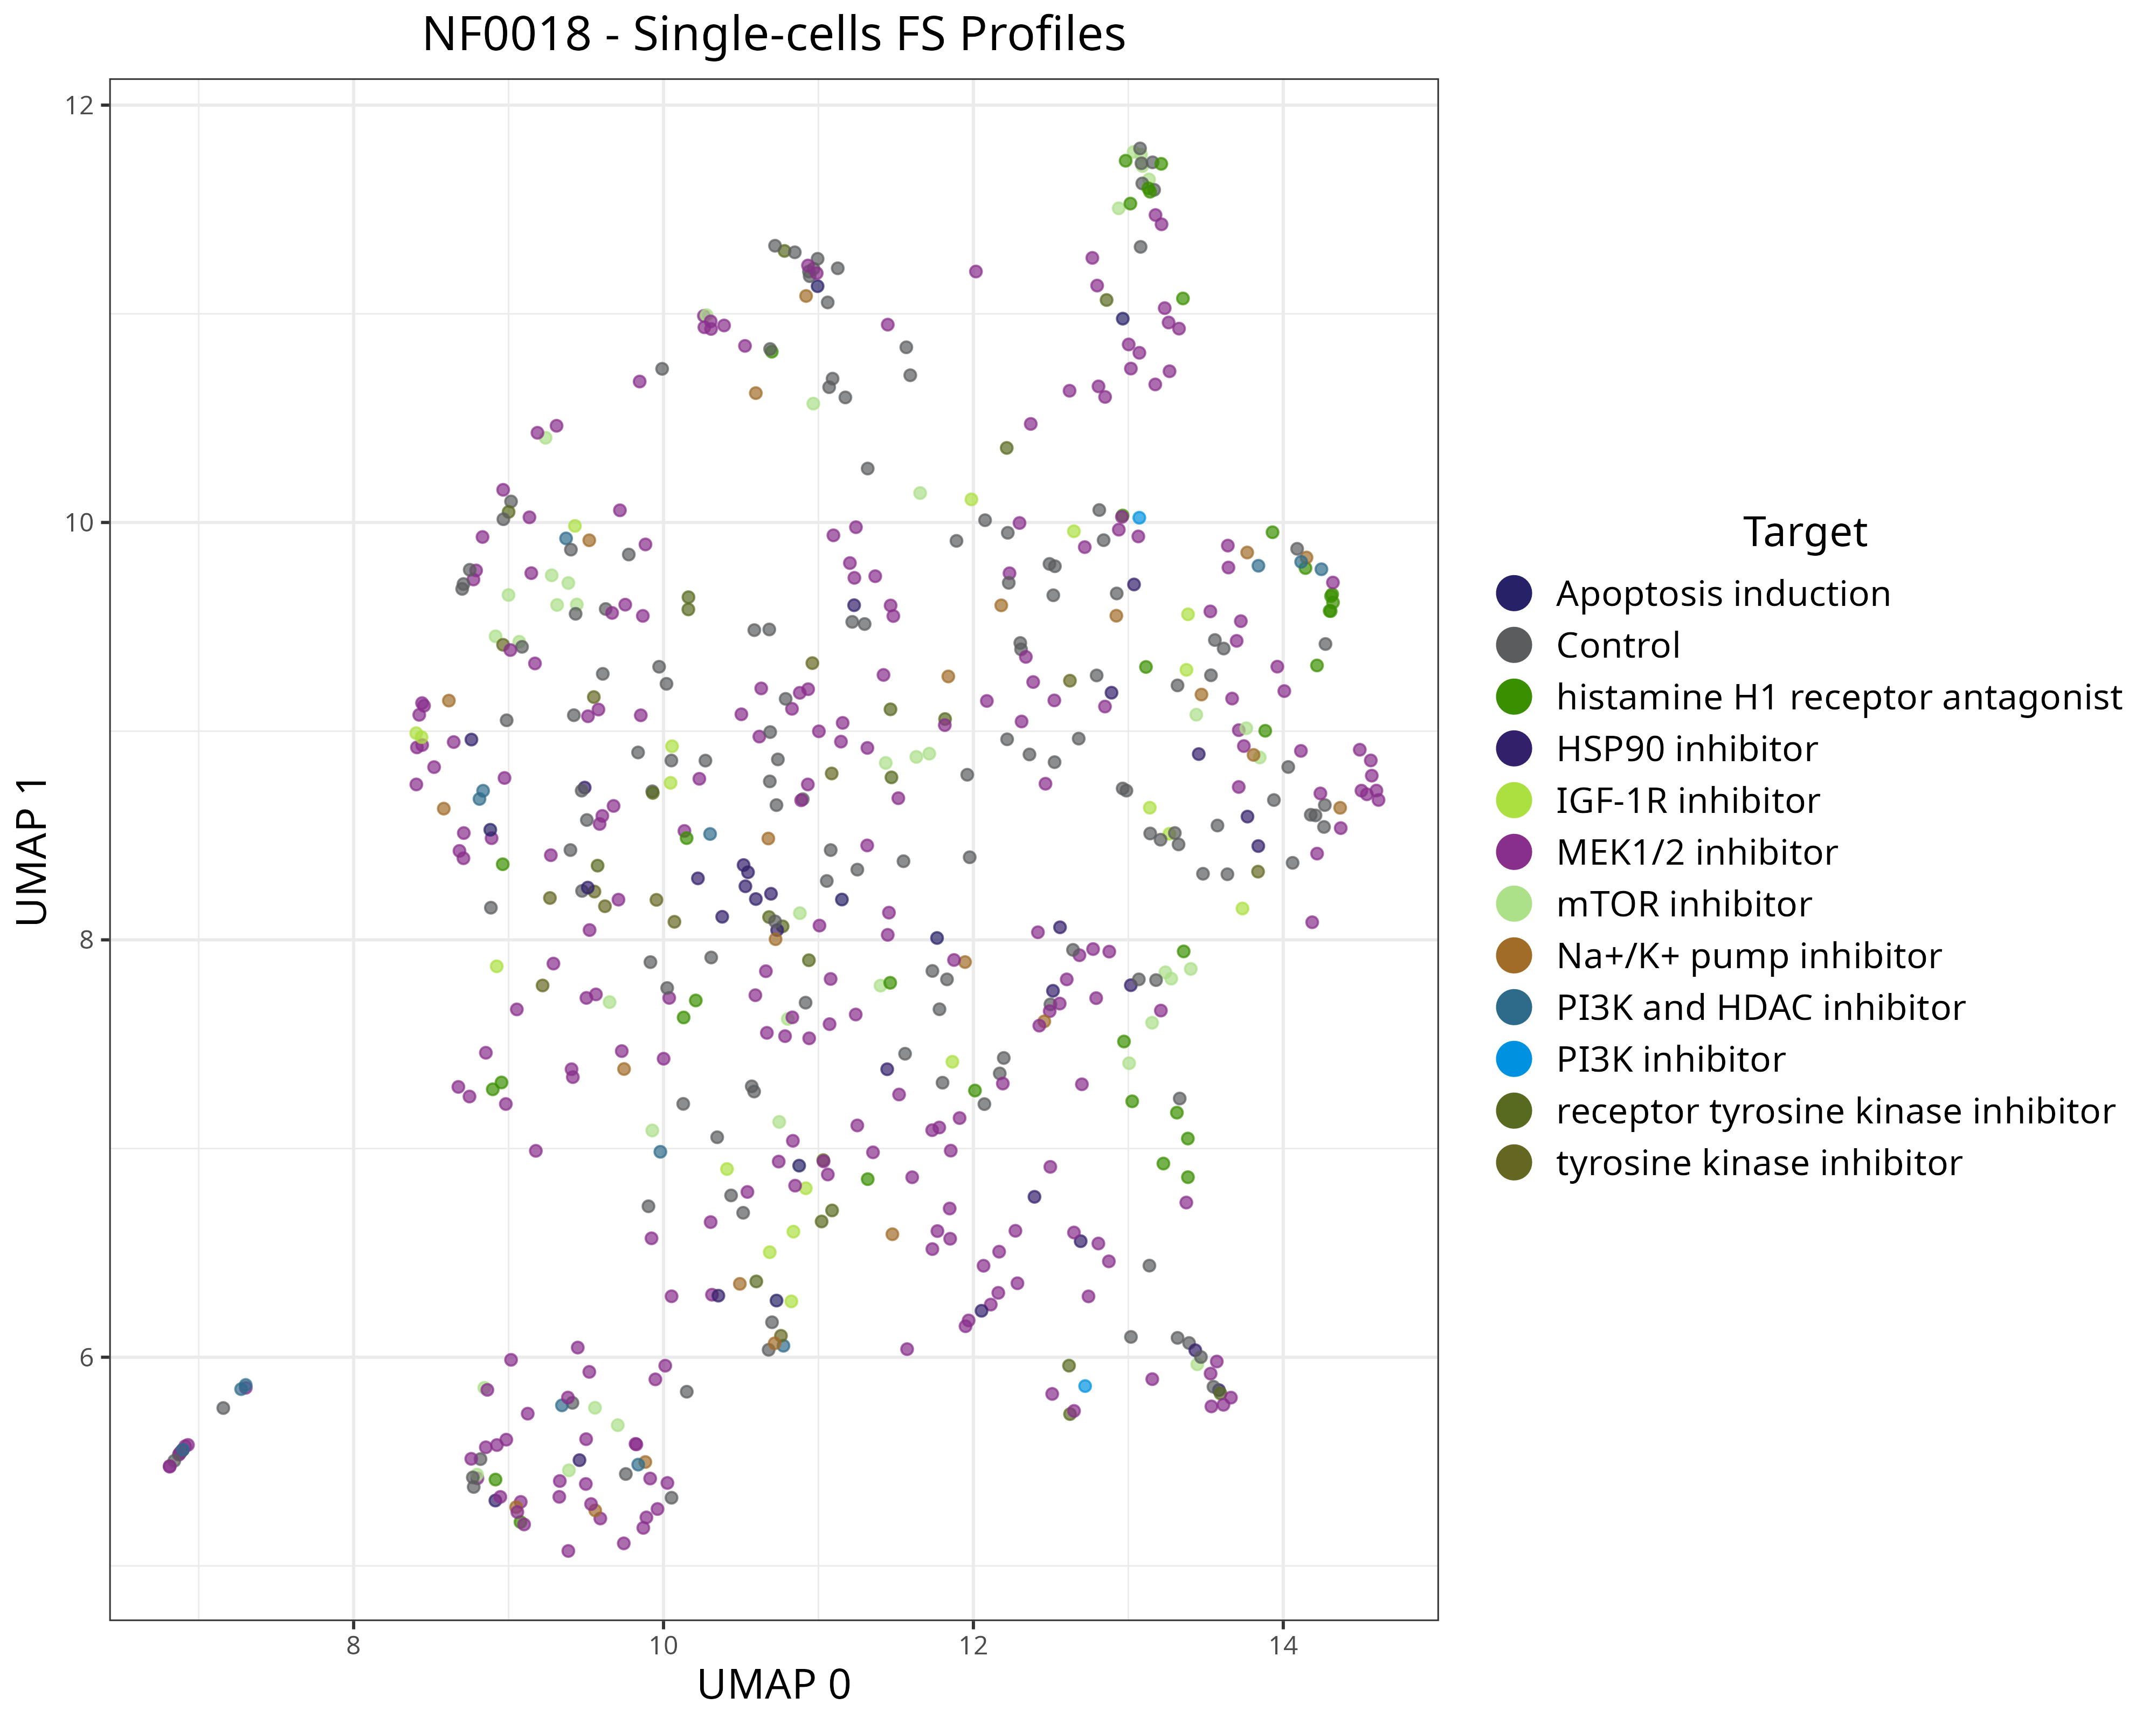 NF0018 - Single-cells FS Profiles
12
10
8
6
UMAP 1
8
10
12
14
UMAP 0
Target
Apoptosis induction
Control
histamine H1 receptor antagonist
HSP90 inhibitor
IGF-1R inhibitor
MEK1/2 inhibitor
mTOR inhibitor
Na+/K+ pump inhibitor
PI3K and HDAC inhibitor
PI3K inhibitor
receptor tyrosine kinase inhibitor
tyrosine kinase inhibitor